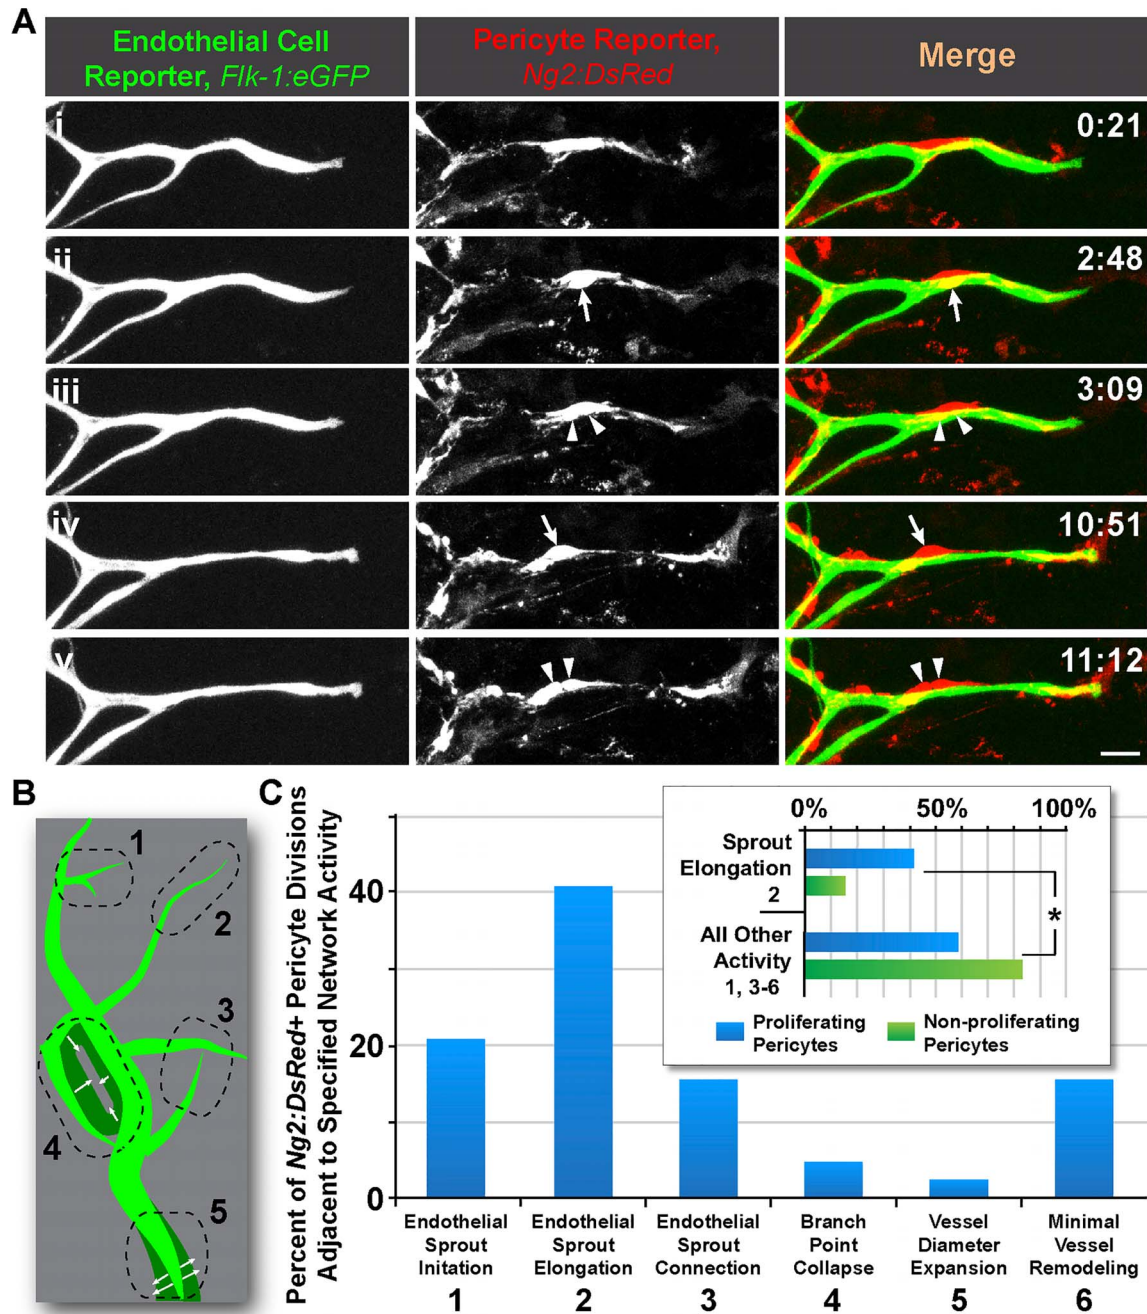 A
Endothelial Cell
Reporter, Flk-1:eGFP
Pericyte Reporter,
Ng2:DsRed
Merge
i
0:21
ii
2:48
iii
3:09
iv
10:51
v
11:12
B
1
2
3
4
5
C
Percent of Ng2:DsRed+ Pericyte Divisions
Adjacent to Specified Network Activity
40
20
0
0%
50%
100%
Sprout
Elongation
2
All Other
Activity
1, 3-6
*
Proliferating
Pericytes
Non-proliferating
Pericytes
Endothelial
Sprout
Initation
1
Endothelial
Sprout
Elongation
2
Endothelial
Sprout
Connection
3
Branch
Point
Collapse
4
Vessel
Diameter
Expansion
5
Minimal
Vessel
Remodeling
6